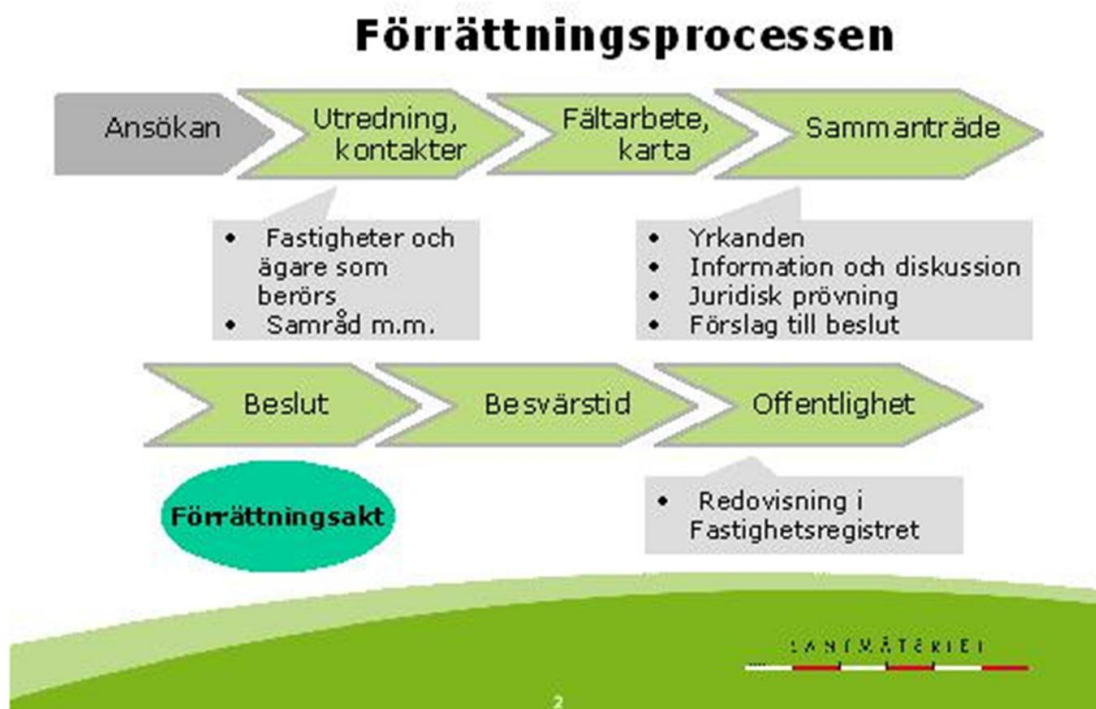 Förrättningsprocessen
Ansökan
Utredning,
kontakter
Fältarbete,
karta
Sammanträde
• Fastigheter och
ägare som
berörs
• Samråd m.m.
• Yrkanden
• Information och diskussion
• Juridisk prövning
• Förslag till beslut
Beslut
Besvärstid
Offentlighet
Förrättningsakt
• Redovisning i
Fastighetsregistret
LANTMÄTERIET
2